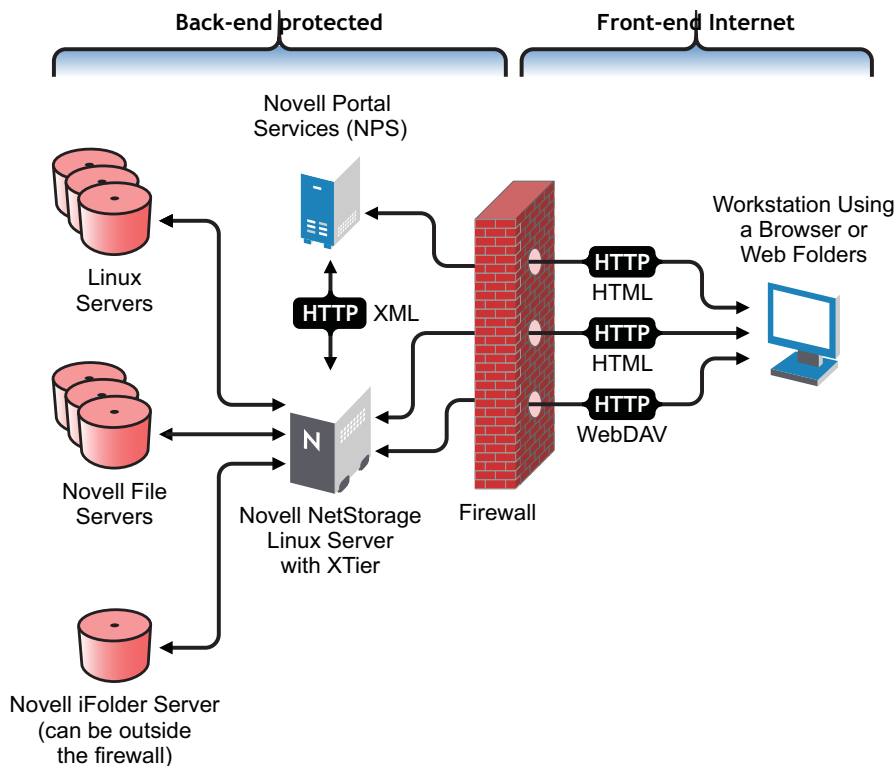 Back-end protected
Front-end Internet
Novell Portal
Services (NPS)
Linux
Servers
HTTP
XML
HTTP
HTML
HTTP
HTML
HTTP
WebDAV
Workstation Using
a Browser or
Web Folders
Novell File
Servers
N
Novell NetStorage
Linux Server
with XTier
Firewall
Novell iFolder Server
(can be outside
the firewall)